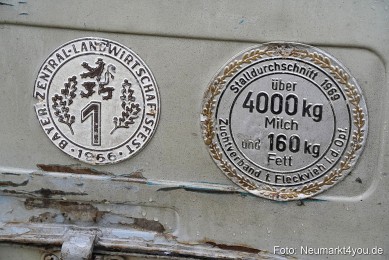 BAYER. ZENTRAL-LANDWIRTSCHAFTSFEST
1
1966
Stalldurchschnitt 1969
über
4000 kg
Milch
und 160 kg
Fett
Zuchtverband f. Fleckvieh i. d. Opf.
Foto: Neumarkt4you.de